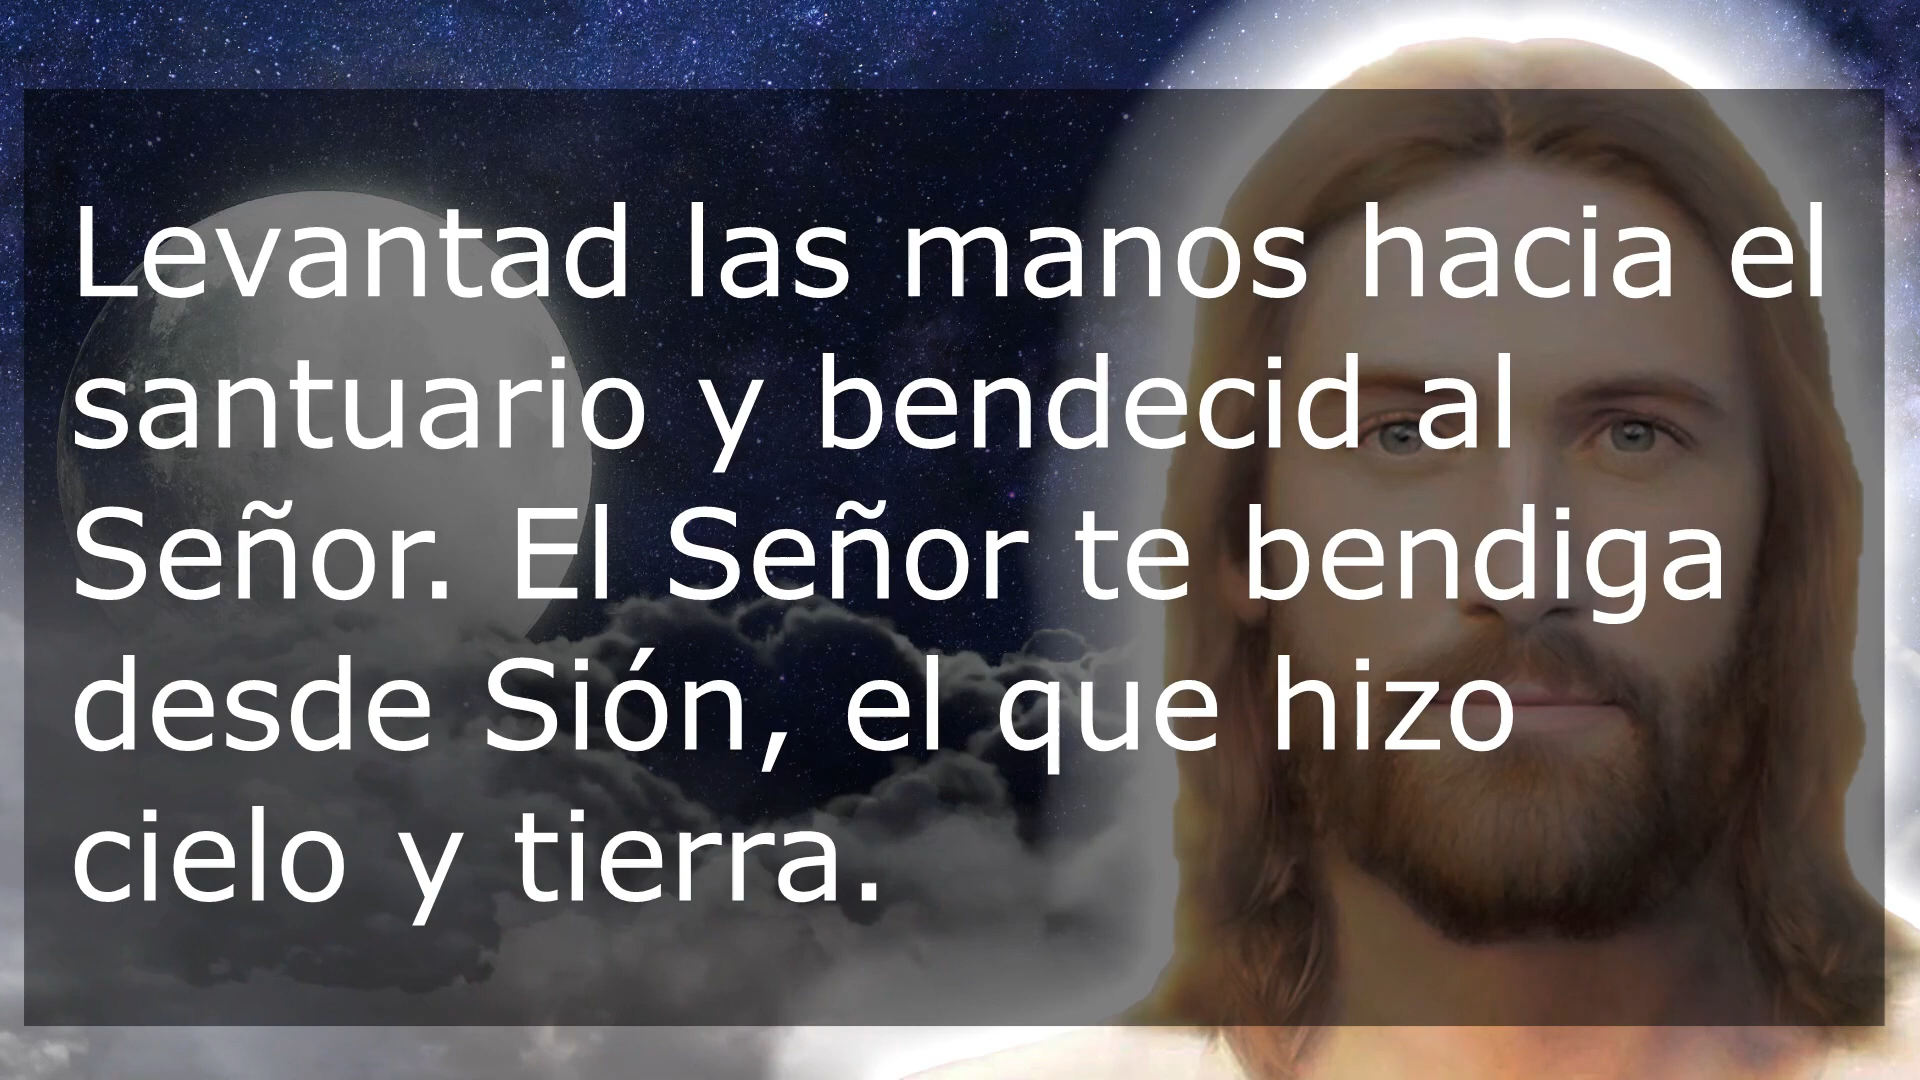 Levantad las manos hacia el
santuario y bendecid al
Señor. El Señor te bendiga
desde Sión, el que hizo
cielo y tierra.